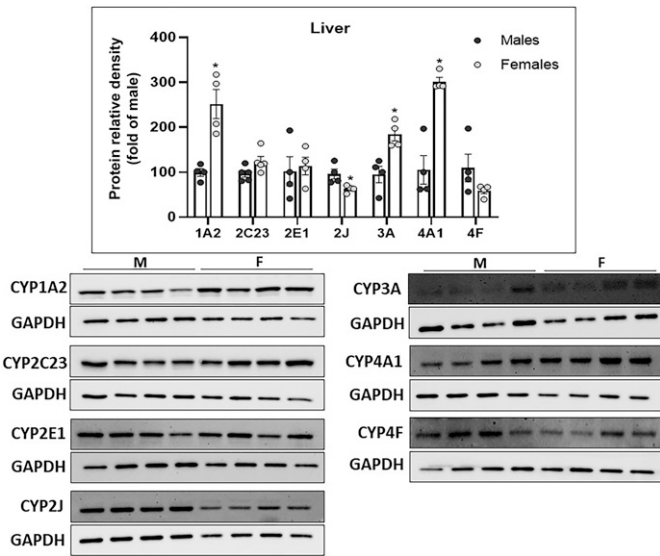 Liver
Protein relative density
(fold of male)
400
300
200
100
0
Males
Females
*
*
*
*
1A2 2C23 2E1 2J 3A 4A1 4F
M F
CYP1A2
GAPDH
CYP2C23
GAPDH
CYP2E1
GAPDH
CYP2J
GAPDH
M F
CYP3A
GAPDH
CYP4A1
GAPDH
CYP4F
GAPDH